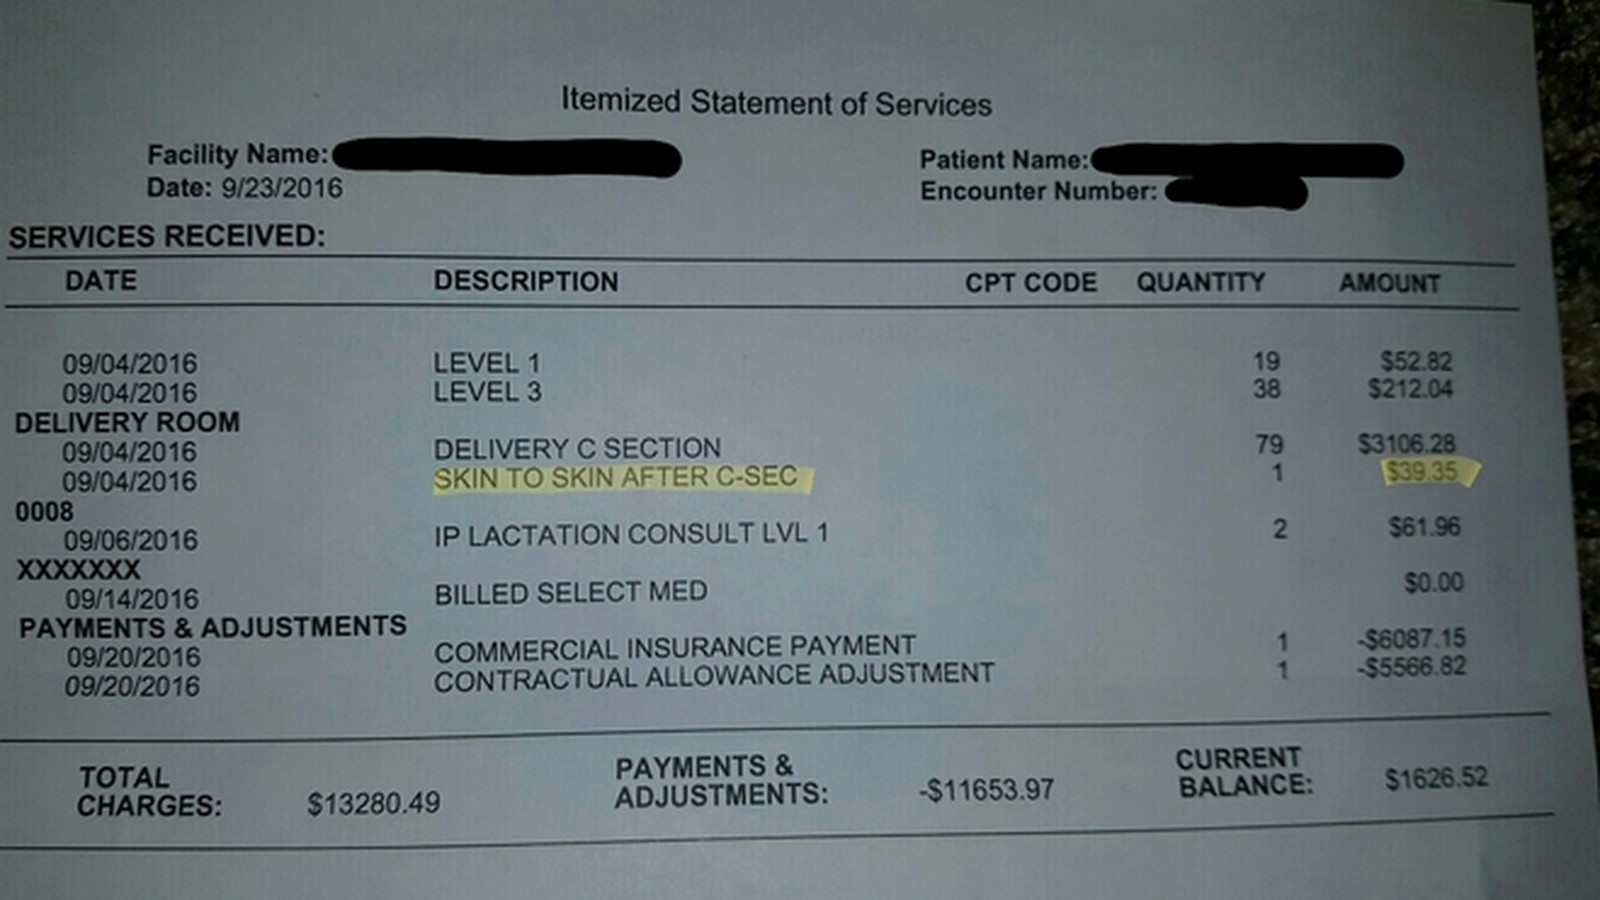 Itemized Statement of Services
Facility Name: Patient Name:
Date: 9/23/2016 Encounter Number:
SERVICES RECEIVED:
DATE DESCRIPTION CPT CODE QUANTITY AMOUNT
09/04/2016 LEVEL 1 19 $52.82
09/04/2016 LEVEL 3 38 $212.04
DELIVERY ROOM
09/04/2016 DELIVERY C SECTION 79 $3106.28
09/04/2016 SKIN TO SKIN AFTER C-SEC 1 $39.35
0008
09/06/2016 IP LACTATION CONSULT LVL 1 2 $61.96
XXXXXXX
09/14/2016 BILLED SELECT MED $0.00
PAYMENTS & ADJUSTMENTS
09/20/2016 COMMERCIAL INSURANCE PAYMENT 1 -$6087.15
09/20/2016 CONTRACTUAL ALLOWANCE ADJUSTMENT 1 -$5566.82
TOTAL CHARGES: $13280.49 PAYMENTS & ADJUSTMENTS: -$11653.97 CURRENT BALANCE: $1626.52